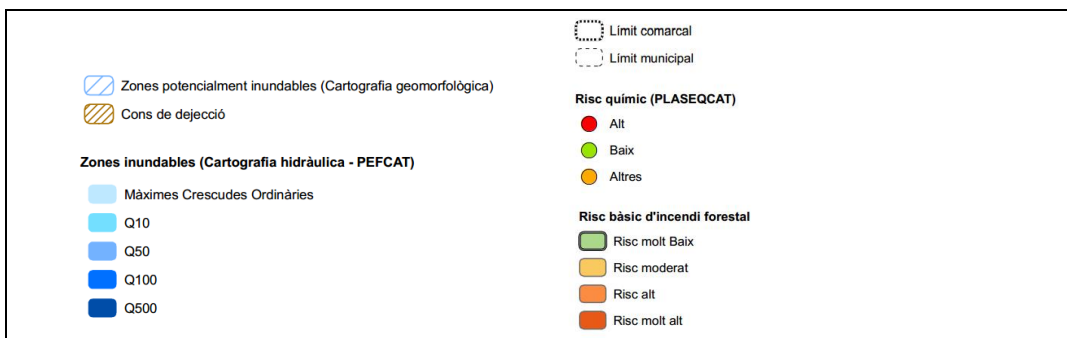 Zones potencialment inundables (Cartografia geomorfològica)
Cons de dejecció
Zones inundables (Cartografia hidràulica - PEFCAT)
Màximes Crescudes Ordinàries
Q10
Q50
Q100
Q500
Límit comarcal
Límit municipal
Risc químic (PLASEQCAT)
Alt
Baix
Altres
Risc bàsic d'incendi forestal
Risc molt Baix
Risc moderat
Risc alt
Risc molt alt